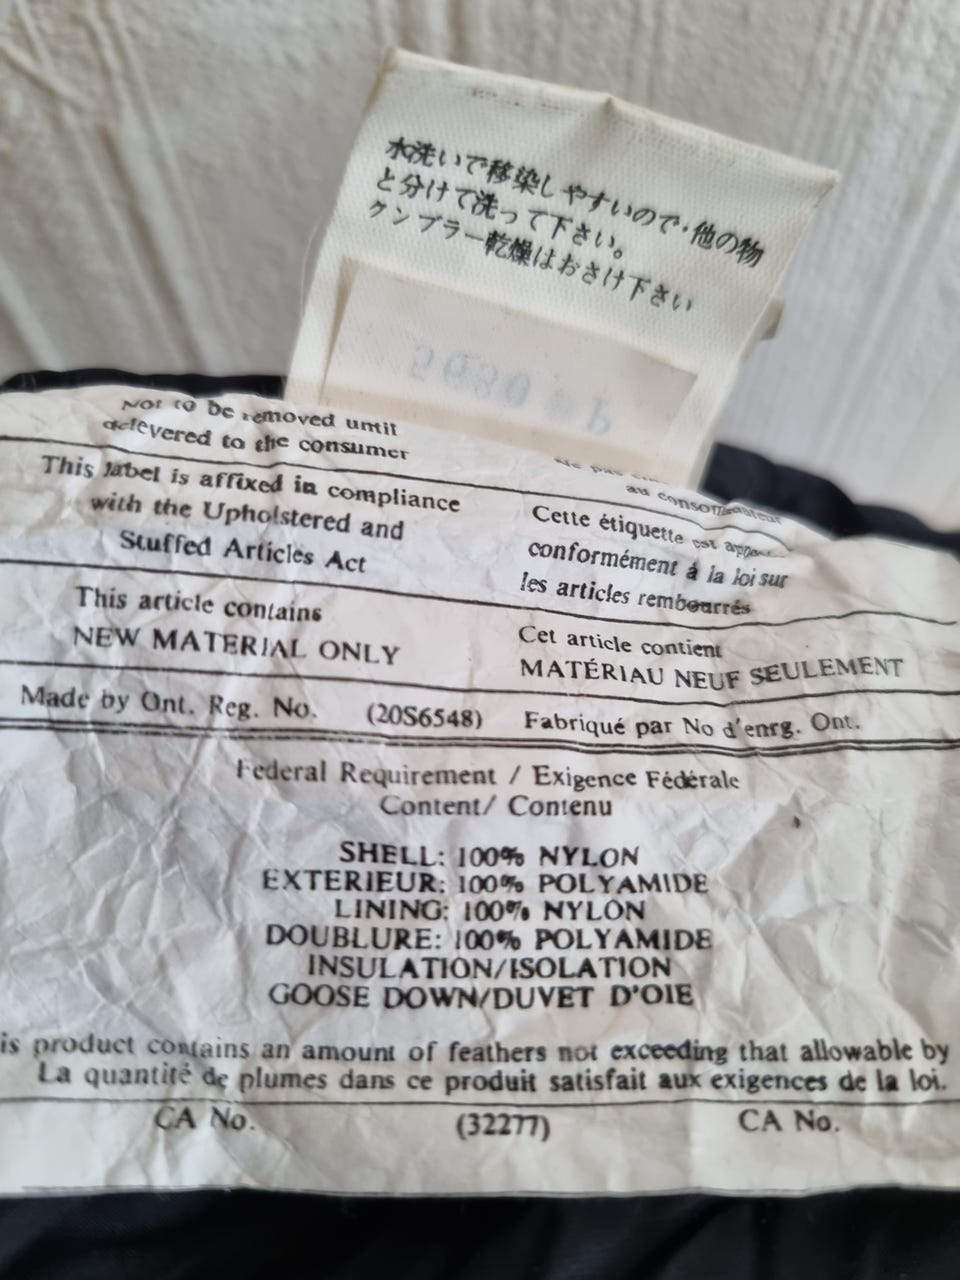 水洗いで移染しやすいので・他の物
と分けて洗って下さい。
タンブラー乾燥はおさけ下さい
Not to be removed until
delevered to the consumer
au consommateur
This label is affixed in compliance
with the Upholstered and
Stuffed Articles Act
Cette étiquette est
conformément à la loi sur
les articles rembourrés
This article contains
NEW MATERIAL ONLY
Cet article contient
MATÉRIAU NEUF SEULEMENT
Made by Ont. Reg. No. (20S6548) Fabriqué par No d'enrg. Ont.
Federal Requirement / Exigence Fédérale
Content/ Contenu
SHELL: 100% NYLON
EXTERIEUR: 100% POLYAMIDE
LINING: 100% NYLON
DOUBLURE: 100% POLYAMIDE
INSULATION/ISOLATION
GOOSE DOWN/DUVET D'OIE
is product contains an amount of feathers not exceeding that allowable by
La quantité de plumes dans ce produit satisfait aux exigences de la loi.
CA No. (32277) CA No.